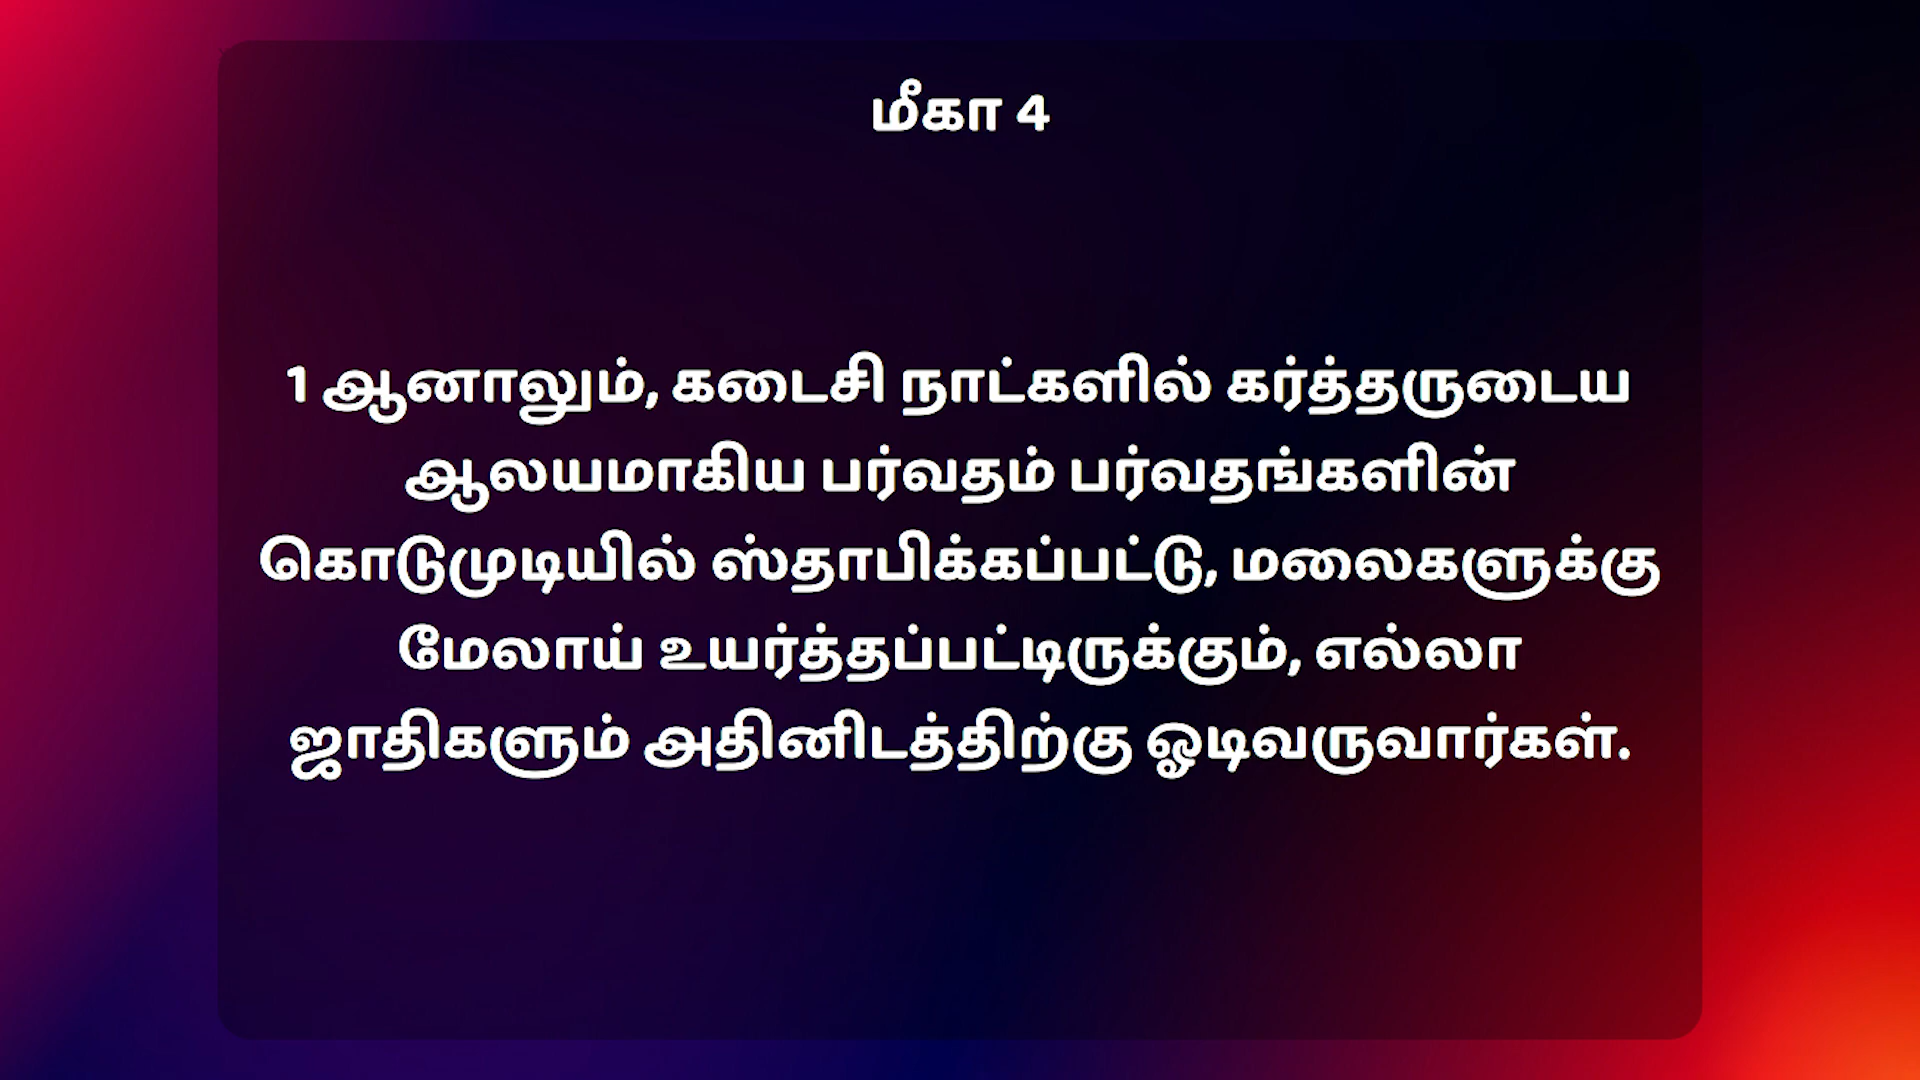 மீகா 4
1 ஆனாலும், கடைசி நாட்களில் கர்த்தருடைய
ஆலயமாகிய பர்வதம் பர்வதங்களின்
கொடுமுடியில் ஸ்தாபிக்கப்பட்டு, மலைகளுக்கு
மேலாய் உயர்த்தப்பட்டிருக்கும், எல்லா
ஜாதிகளும் அதினிடத்திற்கு ஓடிவருவார்கள்.